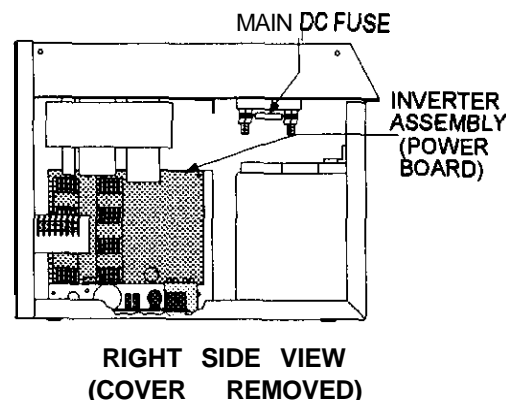 MAIN DC FUSE
INVERTER
ASSEMBLY
(POWER
BOARD)
RIGHT SIDE VIEW
(COVER REMOVED)